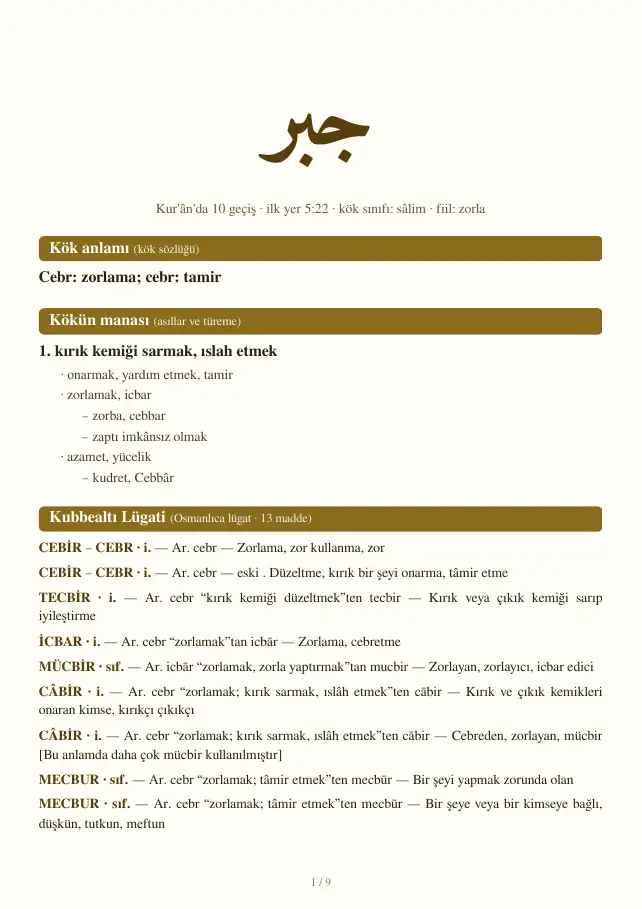 جبر
Kur'ân'da 10 geçiş · ilk yer 5:22 · kök sınıfı: sâlim · fiil: zorla
Kök anlamı (kök sözlüğü)
Cebr: zorlama; cebr: tamir
Kökün manası (asıllar ve türeme)
1. kırık kemiği sarmak, ıslah etmek
· onarmak, yardım etmek, tamir
· zorlamak, icbar
– zorba, cebbar
– zaptı imkânsız olmak
· azamet, yücelik
– kudret, Cebbâr
Kubbealtı Lügati (Osmanlıca lügat · 13 madde)
CEBİR – CEBR · i. — Ar. cebr — Zorlama, zor kullanma, zor
CEBİR – CEBR · i. — Ar. cebr — eski . Düzeltme, kırık bir şeyi onarma, tâmir etme
TECBİR · i. — Ar. cebr “kırık kemiği düzeltmek”ten tecbir — Kırık veya çıkık kemiği sarıp
iyileştirme
İCBAR · i. — Ar. cebr “zorlamak”tan icbār — Zorlama, cebretme
MÜCBİR · sıf. — Ar. icbār “zorlamak, zorla yaptırmak”tan mucbir — Zorlayan, zorlayıcı, icbar edici
CÂBİR · i. — Ar. cebr “zorlamak; kırık sarmak, ıslâh etmek”ten cābir — Kırık ve çıkık kemikleri
onaran kimse, kırıkçı çıkıkçı
CÂBİR · i. — Ar. cebr “zorlamak; kırık sarmak, ıslâh etmek”ten cābir — Cebreden, zorlayan, mücbir
[Bu anlamda daha çok mücbir kullanılmıştır]
MECBUR · sıf. — Ar. cebr “zorlamak; tâmir etmek”ten mecbūr — Bir şeyi yapmak zorunda olan
MECBUR · sıf. — Ar. cebr “zorlamak; tâmir etmek”ten mecbūr — Bir şeye veya bir kimseye bağlı,
düşkün, tutkun, meftun
1 / 9